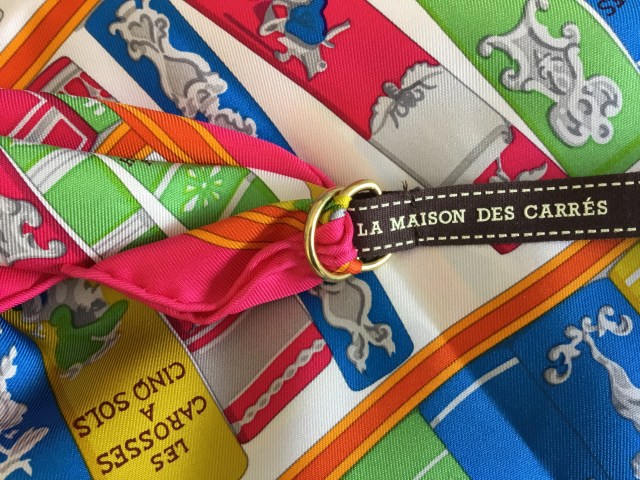 LA MAISON DES CARRÉS
LES
CAROSSES
A
CINQ SOLS